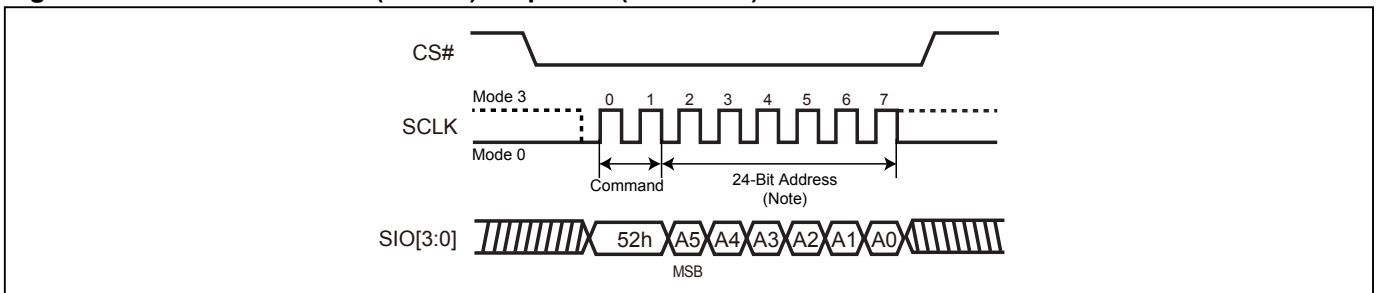 CS#
Mode 3
0 1 2 3 4 5 6 7
SCLK
Mode 0
Command
24-Bit Address
(Note)
SIO[3:0]
52h A5 A4 A3 A2 A1 A0
MSB